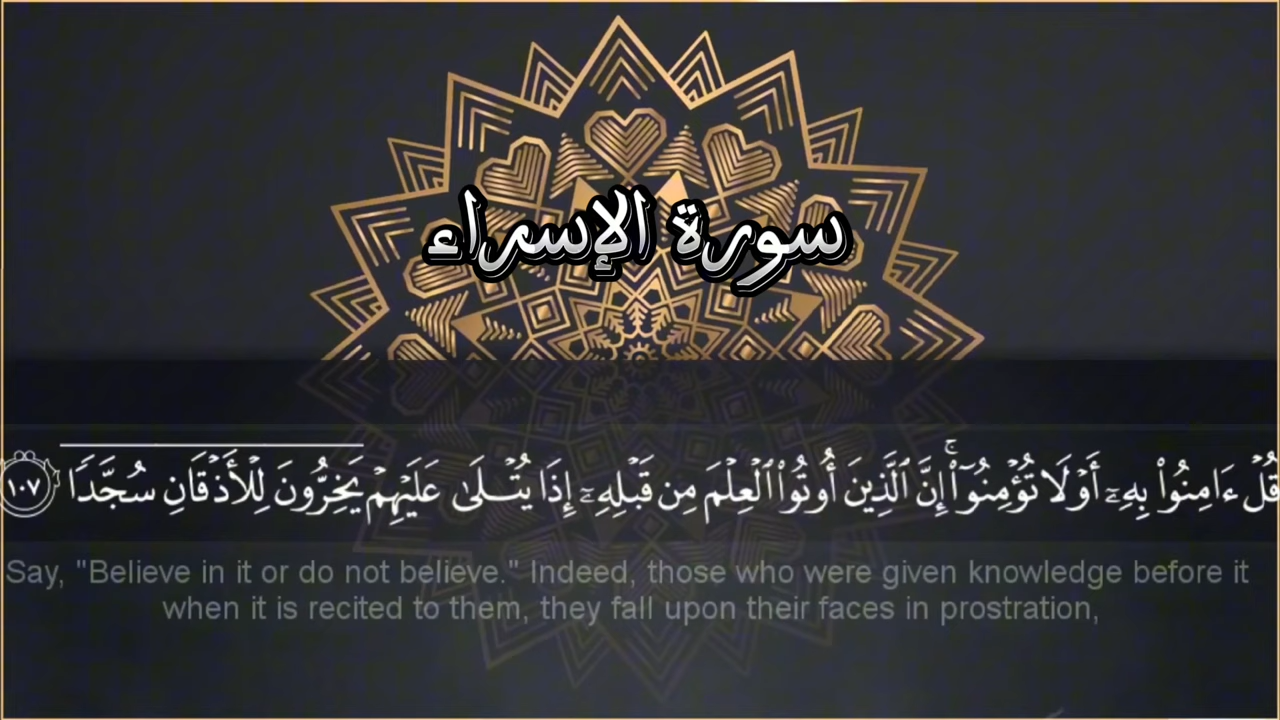 سورة الإسراء
قُلْ ءَامِنُوا۟ بِهِۦٓ أَوْ لَا تُؤْمِنُوٓا۟ ۚ إِنَّ ٱلَّذِينَ أُوتُوا۟ ٱلْعِلْمَ مِن قَبْلِهِۦٓ إِذَا يُتْلَىٰ عَلَيْهِمْ يَخِرُّونَ لِلْأَذْقَانِ سُجَّدًا ١٠٧
Say, "Believe in it or do not believe." Indeed, those who were given knowledge before it
when it is recited to them, they fall upon their faces in prostration,